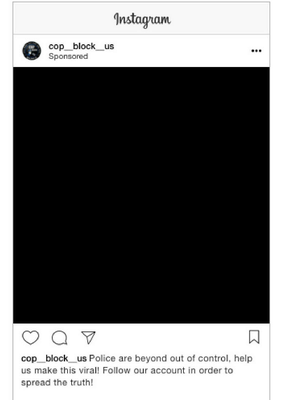 Instagram
cop__block__us
Sponsored
cop__block__us Police are beyond out of control, help
us make this viral! Follow our account in order to
spread the truth!